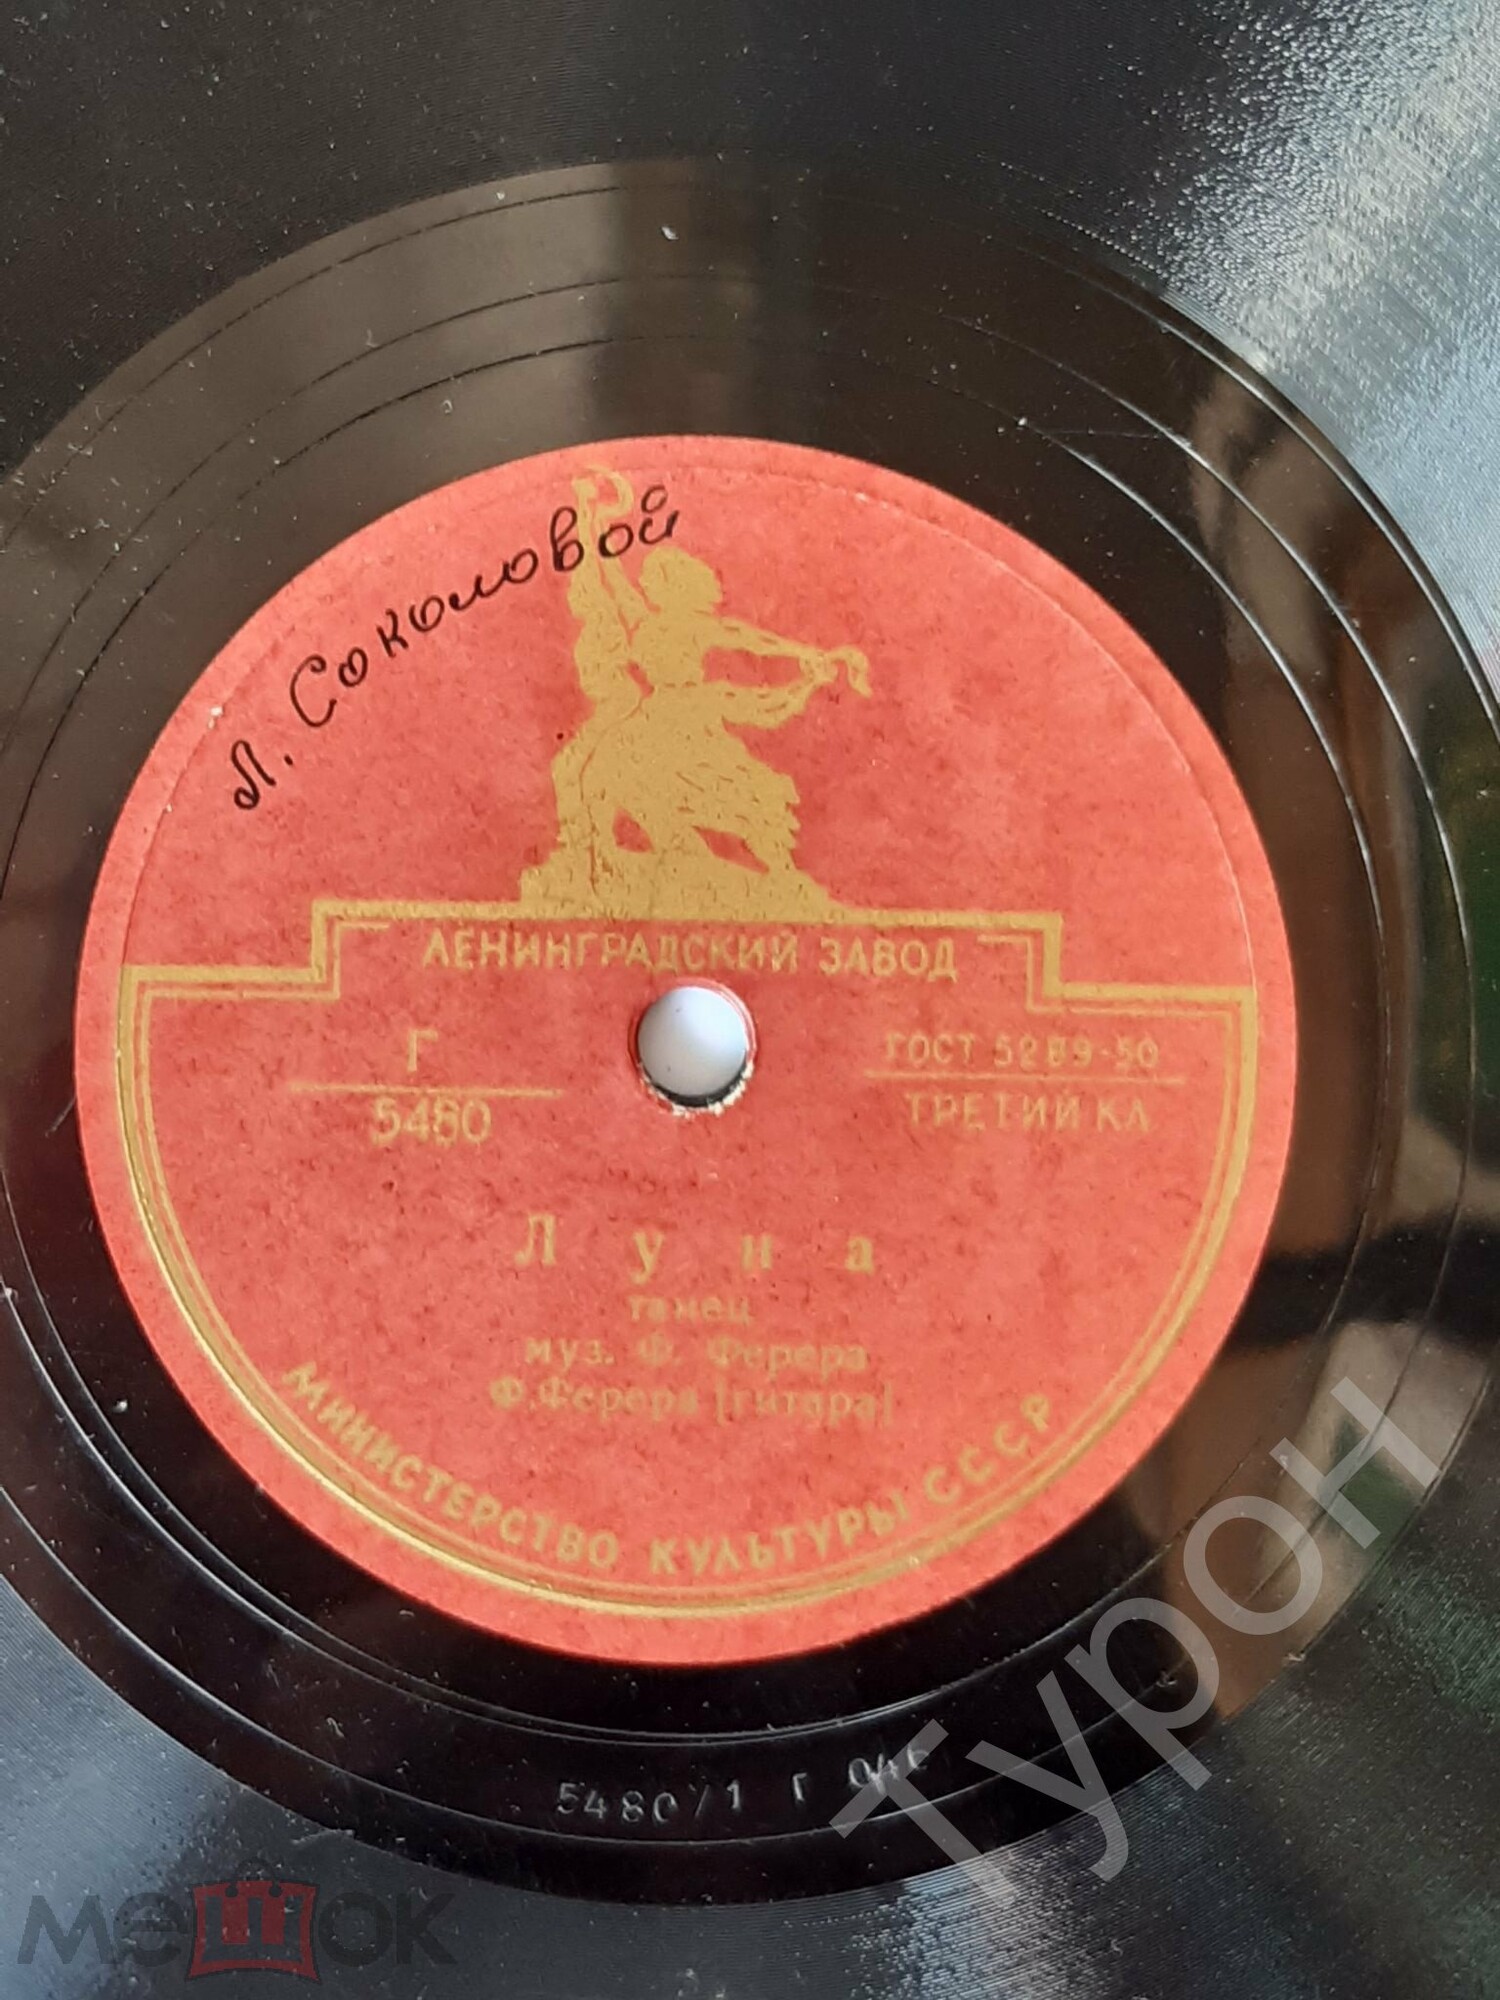 Л. Соколовой
ЛЕНИНГРАДСКИЙ ЗАВОД
Г
5480
ГОСТ 5289-50
ТРЕТИЙ КЛ
Луна
танец
муз. Ф. Ферера
Ф. Ферера [гитара]
МИНИСТЕРСТВО КУЛЬТУРЫ СССР
5480/1 Г
Турон
мешок